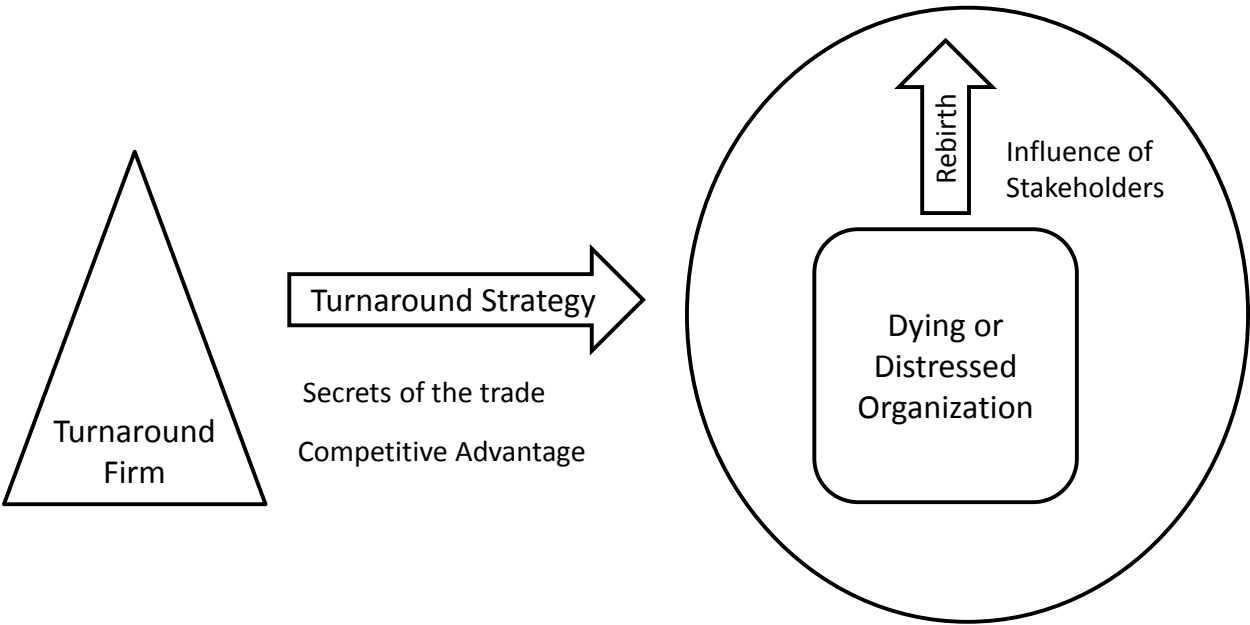 Turnaround
Firm
Turnaround Strategy
Secrets of the trade
Competitive Advantage
Rebirth
Influence of
Stakeholders
Dying or
Distressed
Organization